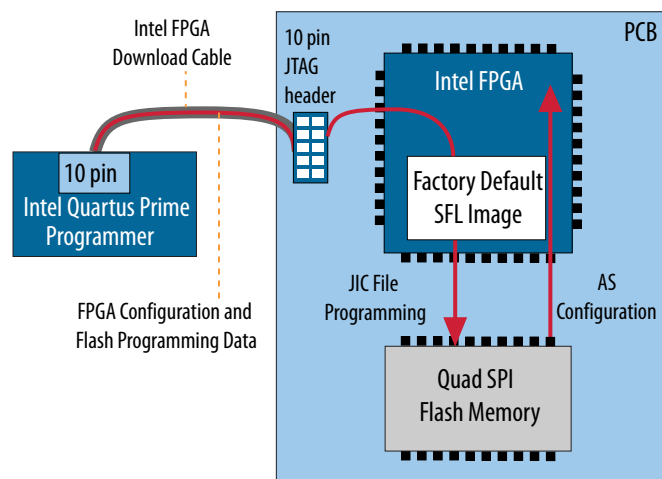 Intel FPGA
Download Cable
10 pin
JTAG
header
PCB
Intel FPGA
10 pin
Intel Quartus Prime
Programmer
Factory Default
SFL Image
FPGA Configuration and
Flash Programming Data
JIC File
Programming
AS
Configuration
Quad SPI
Flash Memory